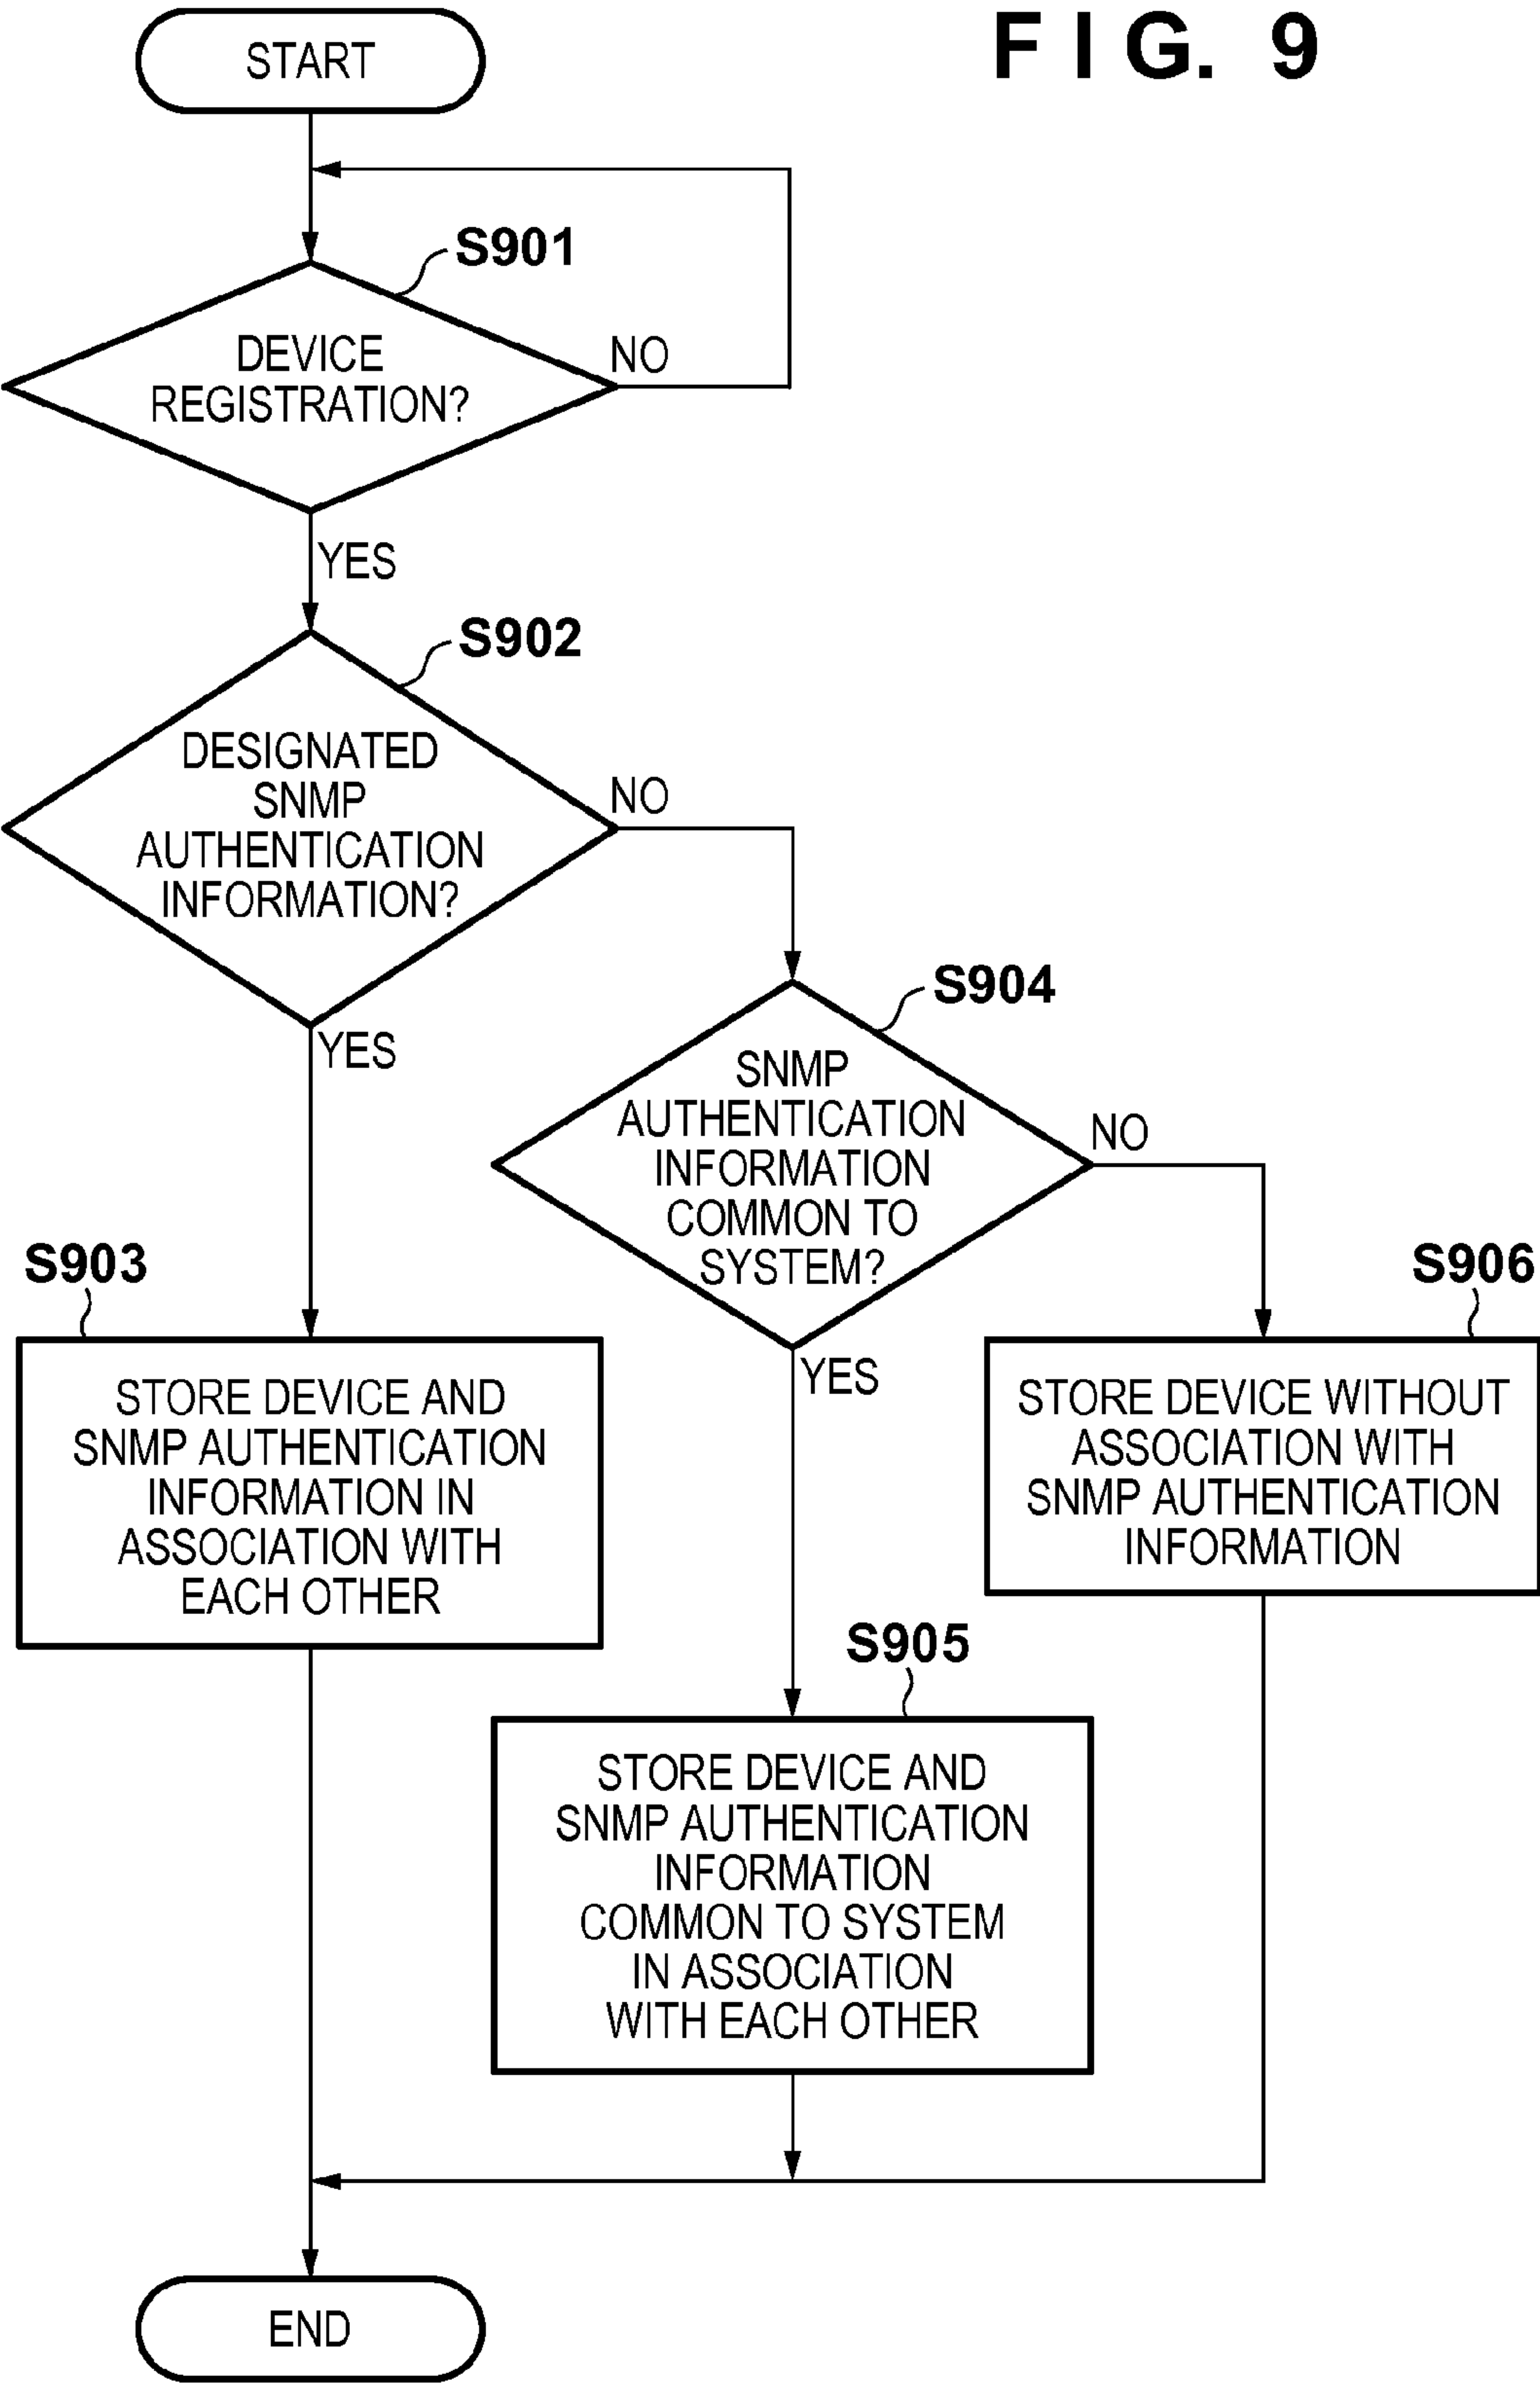 FIG. 9
START
S901
DEVICE
REGISTRATION?
NO
YES
S902
DESIGNATED
SNMP
AUTHENTICATION
INFORMATION?
NO
YES
S904
SNMP
AUTHENTICATION
INFORMATION
COMMON TO
SYSTEM?
NO
YES
S903
STORE DEVICE AND
SNMP AUTHENTICATION
INFORMATION IN
ASSOCIATION WITH
EACH OTHER
S906
STORE DEVICE WITHOUT
ASSOCIATION WITH
SNMP AUTHENTICATION
INFORMATION
S905
STORE DEVICE AND
SNMP AUTHENTICATION
INFORMATION
COMMON TO SYSTEM
IN ASSOCIATION
WITH EACH OTHER
END